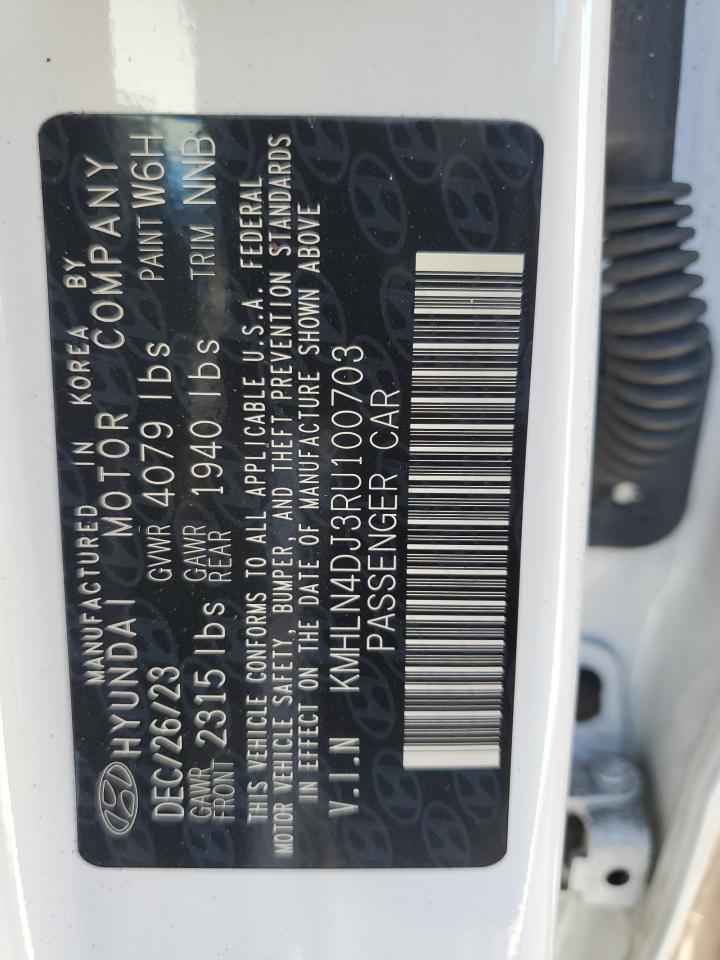 MANUFACTURED IN KOREA BY
HYUNDAI MOTOR COMPANY
DEC/26/23 GVWR 4079 lbs PAINT W6H
GAWR FRONT 2315 lbs GAWR REAR 1940 lbs TRIM NNB
THIS VEHICLE CONFORMS TO ALL APPLICABLE U.S.A. FEDERAL
MOTOR VEHICLE SAFETY, BUMPER, AND THEFT PREVENTION STANDARDS
IN EFFECT ON THE DATE OF MANUFACTURE SHOWN ABOVE
V.I.N KMHLN4DJ3RU100703
PASSENGER CAR